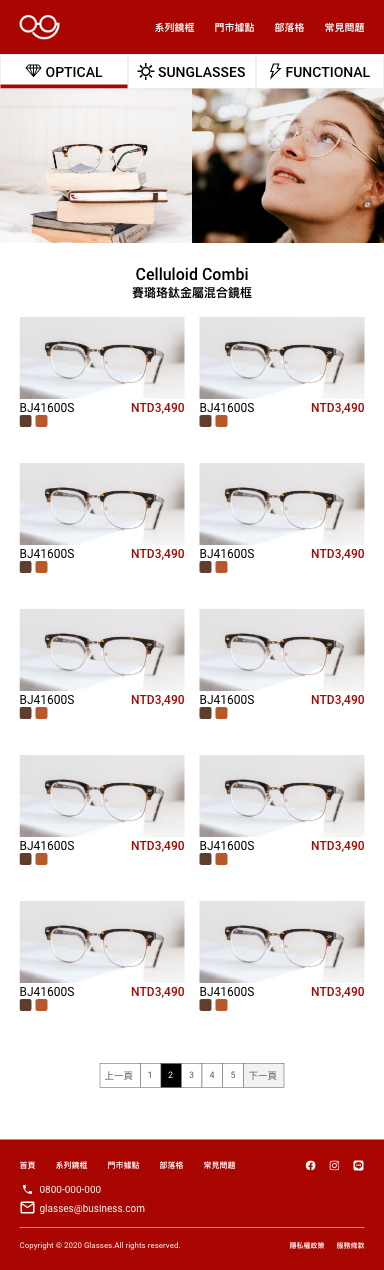 系列鏡框 門市據點 部落格 常見問題
OPTICAL SUNGLASSES FUNCTIONAL
Celluloid Combi
賽璐珞鈦金屬混合鏡框
BJ41600S NTD3,490 BJ41600S NTD3,490
BJ41600S NTD3,490 BJ41600S NTD3,490
BJ41600S NTD3,490 BJ41600S NTD3,490
BJ41600S NTD3,490 BJ41600S NTD3,490
BJ41600S NTD3,490 BJ41600S NTD3,490
上一頁 1 2 3 4 5 下一頁
首頁 系列鏡框 門市據點 部落格 常見問題
0800-000-000
glasses@business.com
Copyright © 2020 Glasses.All rights reserved. 隱私權政策 服務條款